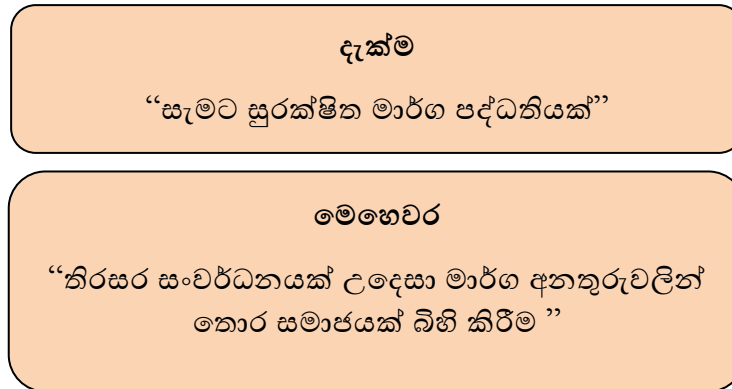 දැක්ම
“සැමට සුරක්ෂිත මාර්ග පද්ධතියක්”
මෙහෙවර
“තිරසර සංවර්ධනයක් උදෙසා මාර්ග අනතුරුවලින්
තොර සමාජයක් බිහි කිරීම ”